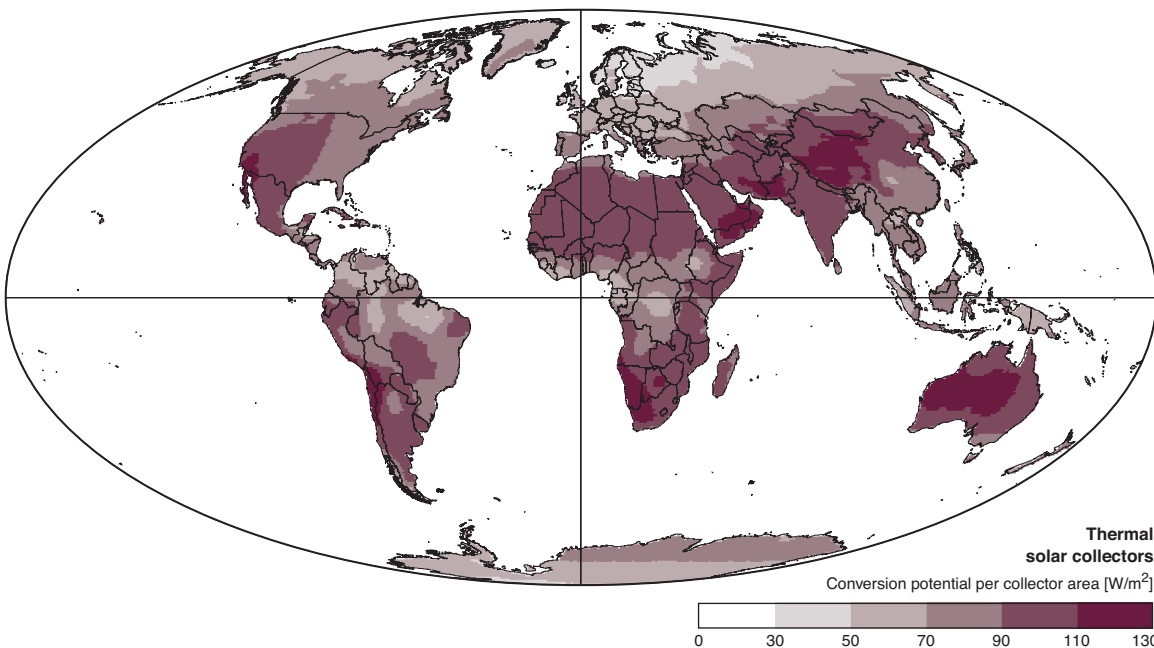 Thermal
solar collectors
Conversion potential per collector area [W/m²]
0 30 50 70 90 110 130